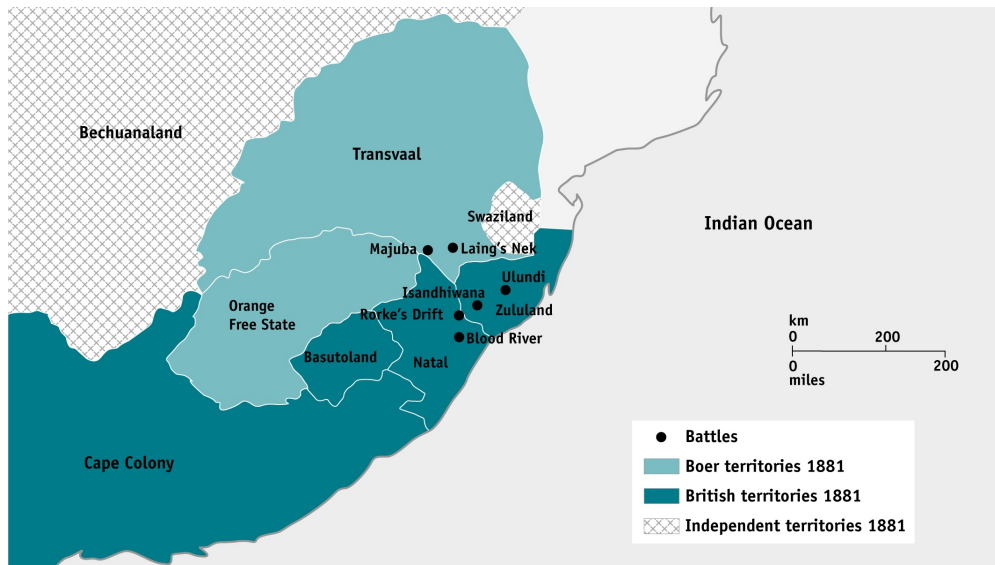 Bechuanaland
Transvaal
Swaziland
Indian Ocean
Majuba
Laing's Nek
Ulundi
Isandhlwana
Zululand
Orange
Free State
Rorke's Drift
Blood River
Basutoland
Natal
Cape Colony
km
0 200
0 200
miles
Battles
Boer territories 1881
British territories 1881
Independent territories 1881